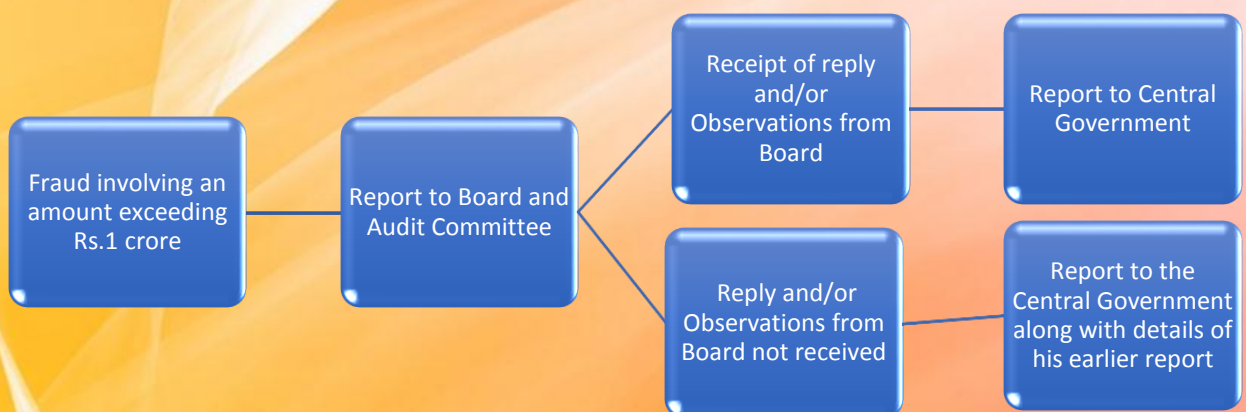 Fraud involving an
amount exceeding
Rs.1 crore
Report to Board and
Audit Committee
Receipt of reply
and/or
Observations from
Board
Report to Central
Government
Reply and/or
Observations from
Board not received
Report to the
Central Government
along with details of
his earlier report